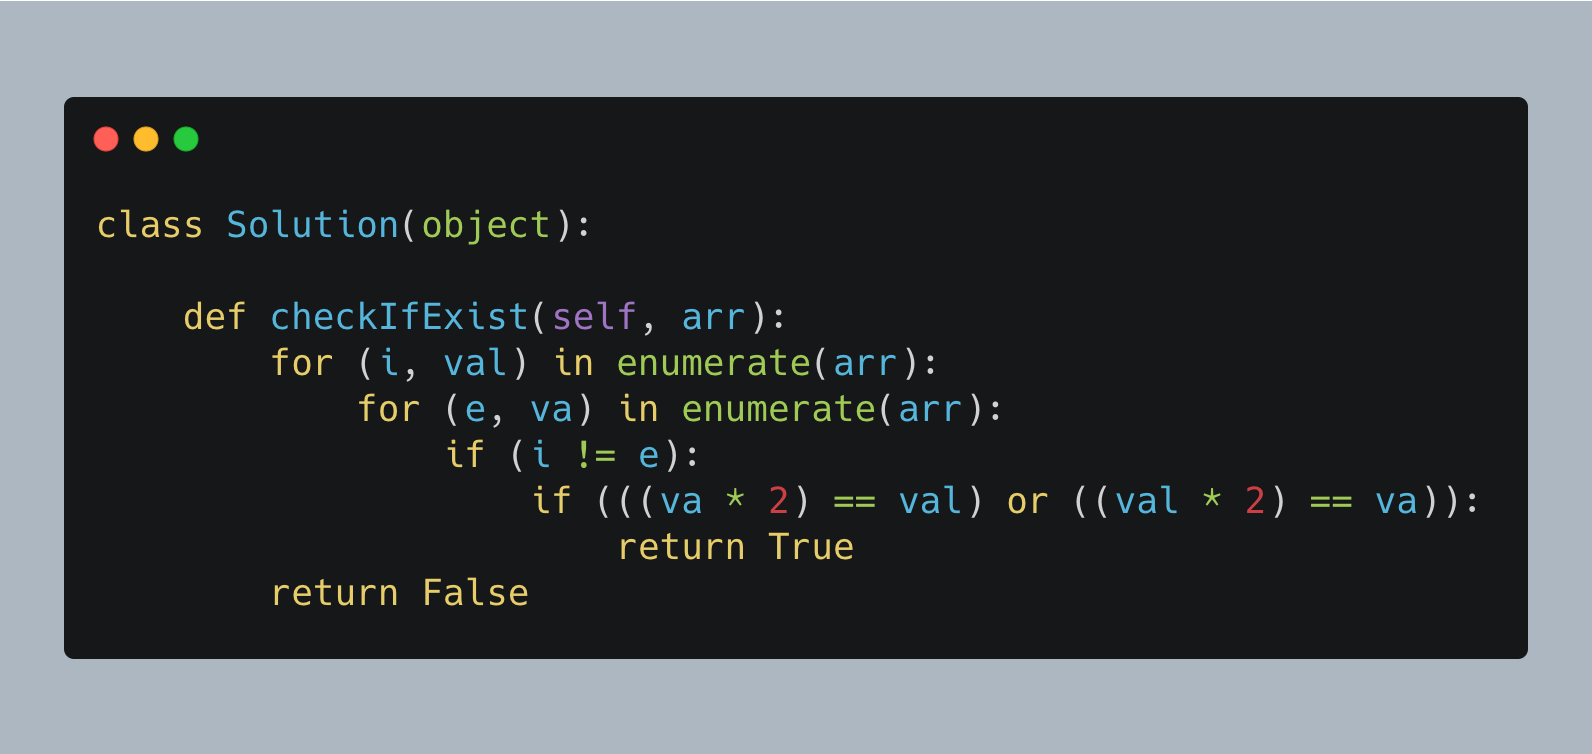 class Solution(object):
    def checkIfExist(self, arr):
        for (i, val) in enumerate(arr):
            for (e, va) in enumerate(arr):
                if (i != e):
                    if (((va * 2) == val) or ((val * 2) == va)):
                        return True
        return False